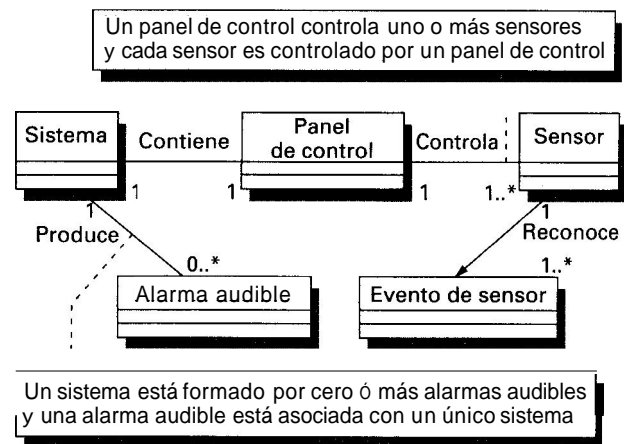 Un panel de control controla uno o más sensores
y cada sensor es controlado por un panel de control
Sistema
Contiene
Panel
de control
Controla
Sensor
1
1
1
1..*
1
Produce
1
Reconoce
0..*
1..*
Alarma audible
Evento de sensor
Un sistema está formado por cero ó más alarmas audibles
y una alarma audible está asociada con un único sistema